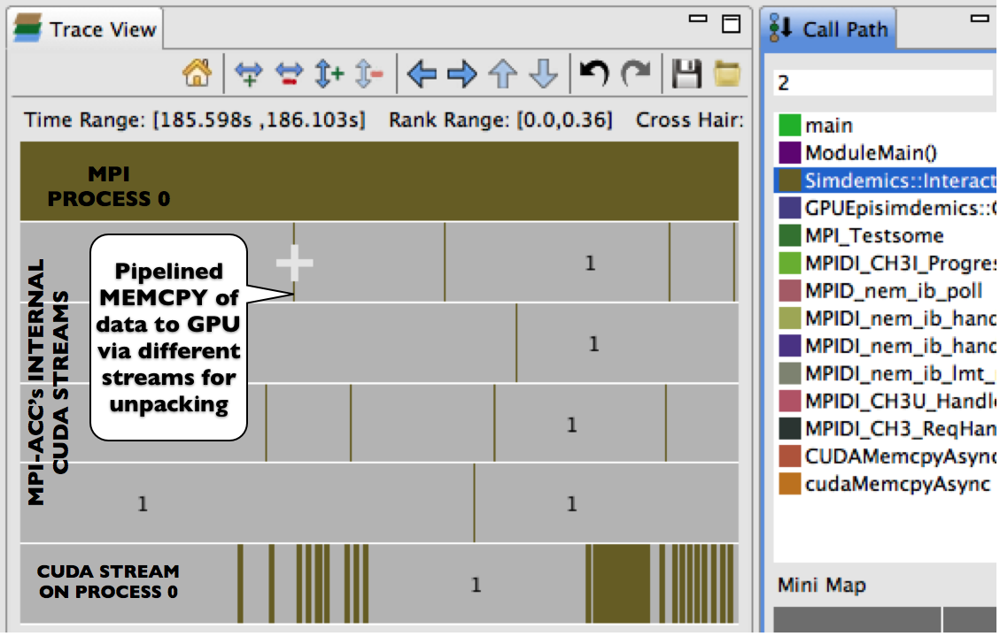 Trace View
Call Path
2
Time Range: [185.598s ,186.103s] Rank Range: [0.0,0.36] Cross Hair:
MPI
PROCESS 0
MPI-ACC's INTERNAL
CUDA STREAMS
Pipelined
MEMCPY of
data to GPU
via different
streams for
unpacking
1
1
1
1
1
CUDA STREAM
ON PROCESS 0
1
main
ModuleMain()
Simdemics::Interact
GPUEpisimdemics::
MPI_Testsome
MPIDI_CH3I_Progres
MPID_nem_ib_poll
MPIDI_nem_ib_hand
MPIDI_nem_ib_hand
MPIDI_nem_ib_lmt_
MPIDI_CH3U_Handle
MPIDI_CH3_ReqHan
CUDAMemcpyAsync
cudaMemcpyAsync
Mini Map